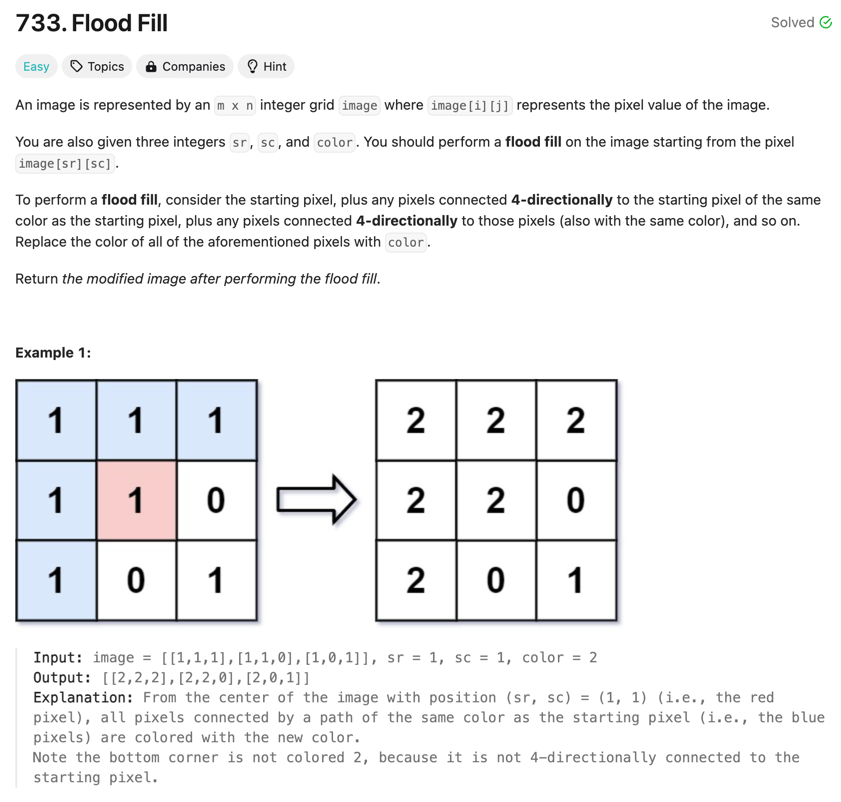 733. Flood Fill
Solved
Easy Topics Companies Hint
An image is represented by an m x n integer grid image where image[i][j] represents the pixel value of the image.
You are also given three integers sr, sc, and color. You should perform a flood fill on the image starting from the pixel
image[sr][sc].
To perform a flood fill, consider the starting pixel, plus any pixels connected 4-directionally to the starting pixel of the same
color as the starting pixel, plus any pixels connected 4-directionally to those pixels (also with the same color), and so on.
Replace the color of all of the aforementioned pixels with color.
Return the modified image after performing the flood fill.
Example 1:
1 1 1 2 2 2
1 1 0 2 2 0
1 0 1 2 0 1
Input: image = [[1,1,1],[1,1,0],[1,0,1]], sr = 1, sc = 1, color = 2
Output: [[2,2,2],[2,2,0],[2,0,1]]
Explanation: From the center of the image with position (sr, sc) = (1, 1) (i.e., the red
pixel), all pixels connected by a path of the same color as the starting pixel (i.e., the blue
pixels) are colored with the new color.
Note the bottom corner is not colored 2, because it is not 4-directionally connected to the
starting pixel.